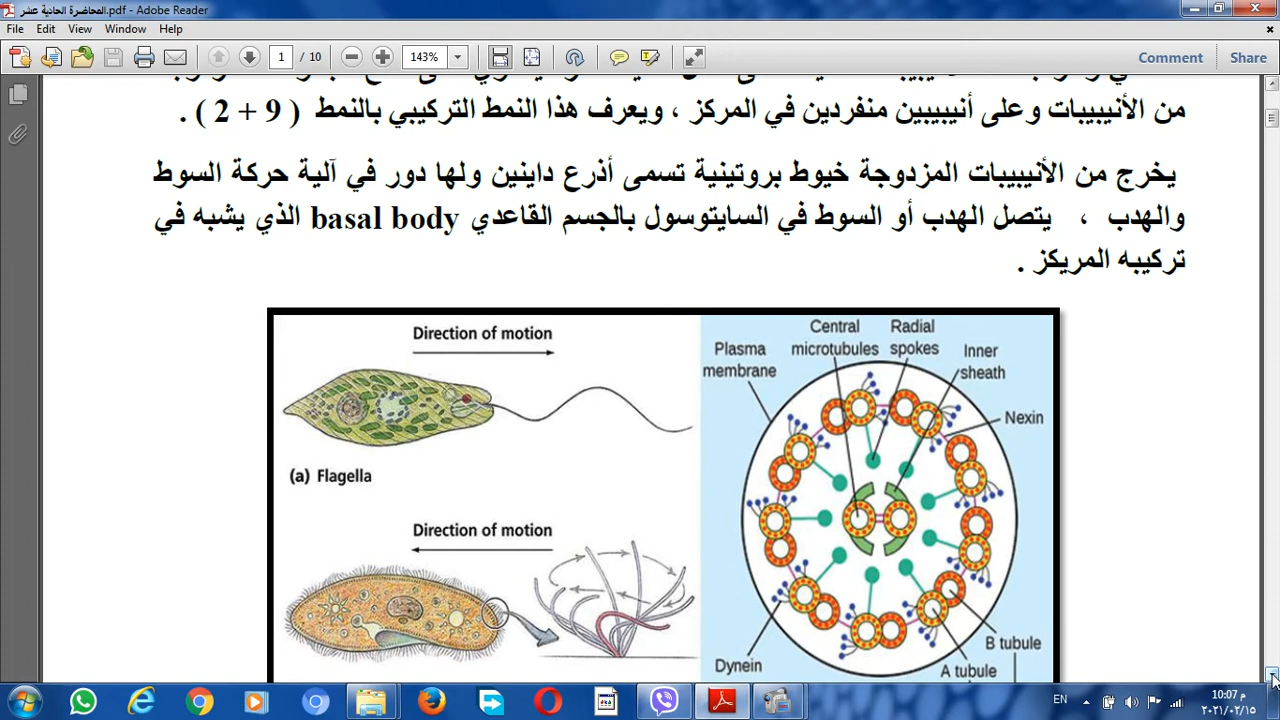 المحاضرة الحادية عشر.pdf - Adobe Reader
File Edit View Window Help
1 / 10 143% Comment Share
من الأنيبيبات وعلى أنيبيبين منفردين في المركز ، ويعرف هذا النمط التركيبي بالنمط ( 9 + 2 ) .
يخرج من الأنيبيبات المزدوجة خيوط بروتينية تسمى أذرع داينين ولها دور في آلية حركة السوط
والهدب ، يتصل الهدب أو السوط في السايتوسول بالجسم القاعدي basal body الذي يشبه في
تركيبه المريكز .
Direction of motion
(a) Flagella
Direction of motion
Central
microtubules
Radial
spokes
Plasma
membrane
Inner
sheath
Nexin
B tubule
A tubule
Dynein
EN
10:07 م
٢٠٢١/٠٢/١٥